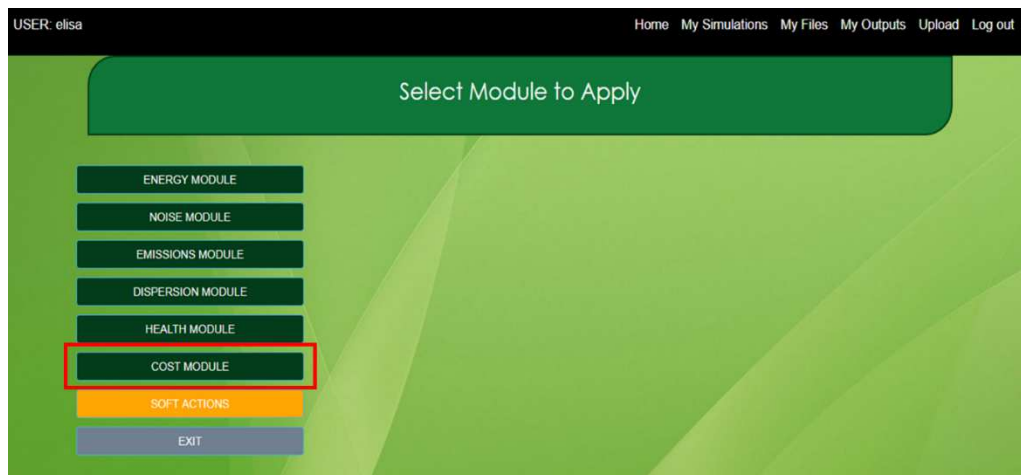 USER: elisa
Home My Simulations My Files My Outputs Upload Log out
Select Module to Apply
ENERGY MODULE
NOISE MODULE
EMISSIONS MODULE
DISPERSION MODULE
HEALTH MODULE
COST MODULE
SOFT ACTIONS
EXIT